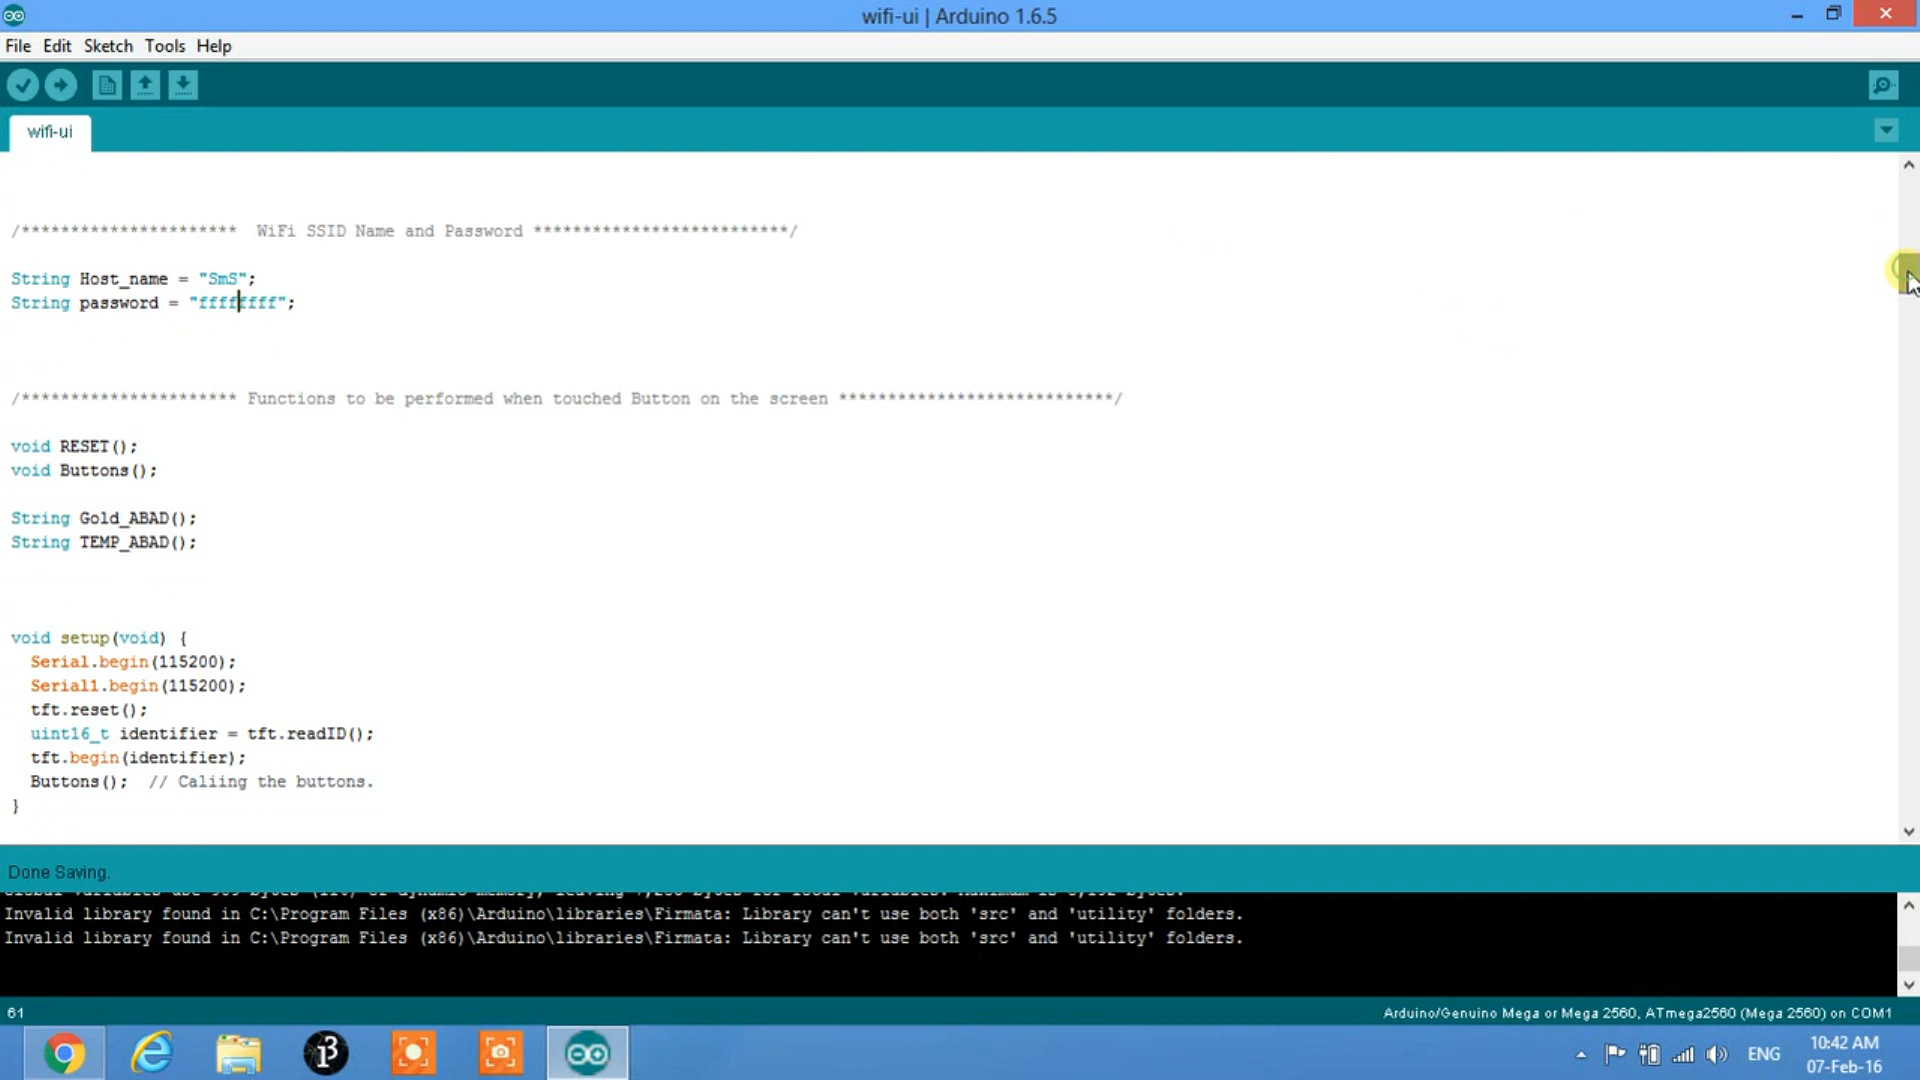 wifi-ui | Arduino 1.6.5
File Edit Sketch Tools Help
wifi-ui
/********************** WiFi SSID Name and Password **************************/
String Host_name = "SmS";
String password = "ffffffff";
/********************** Functions to be performed when touched Button on the screen ****************************/
void RESET();
void Buttons();
String Gold_ABAD();
String TEMP_ABAD();
void setup(void) {
Serial.begin(115200);
Serial1.begin(115200);
tft.reset();
uint16_t identifier = tft.readID();
tft.begin(identifier);
Buttons(); // Caliing the buttons.
}
Done Saving.
Invalid library found in C:\Program Files (x86)\Arduino\libraries\Firmata: Library can't use both 'src' and 'utility' folders.
Invalid library found in C:\Program Files (x86)\Arduino\libraries\Firmata: Library can't use both 'src' and 'utility' folders.
61
Arduino/Genuino Mega or Mega 2560, ATmega2560 (Mega 2560) on COM1
ENG
10:42 AM
07-Feb-16